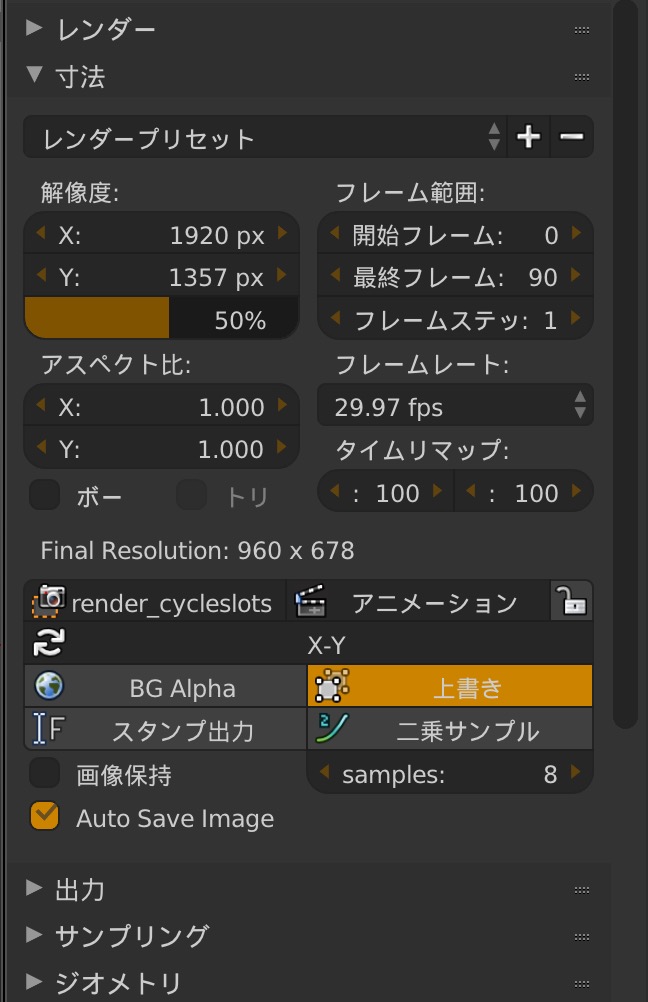 レンダー
寸法
レンダープリセット
解像度:
フレーム範囲:
X: 1920 px
開始フレーム: 0
Y: 1357 px
最終フレーム: 90
50%
フレームステッ: 1
アスペクト比:
フレームレート:
X: 1.000
29.97 fps
Y: 1.000
タイムリマップ:
ボー
トリ
: 100
: 100
Final Resolution: 960 x 678
render_cycleslots
アニメーション
X-Y
BG Alpha
上書き
F スタンプ出力
2 二乗サンプル
画像保持
samples: 8
Auto Save Image
出力
サンプリング
ジオメトリ